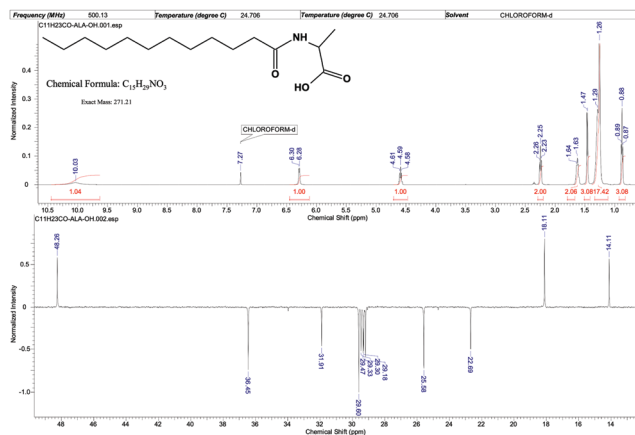 Frequency (MHz) 500.13 Temperature (degree C) 24.706 Temperature (degree C) 24.706 Solvent CHLOROFORM-d
C11H23CO-ALA-OH.001.esp
NH
O
HO
O
Chemical Formula: C15H29NO3
Exact Mass: 271.21
CHLOROFORM-d
10.03
7.27
6.30
6.28
4.61
4.59
4.58
2.26
2.25
2.23
1.64
1.63
1.47
1.29
1.26
0.89
0.88
0.87
Normalized Intensity
0.4
0.3
0.2
0.1
0
1.04 1.00 1.00 2.00 2.06 3.08 17.42 3.08
10.5 10.0 9.5 9.0 8.5 8.0 7.5 7.0 6.5 6.0 5.5 5.0 4.5 4.0 3.5 3.0 2.5 2.0 1.5 1.0
Chemical Shift (ppm)
C11H23CO-ALA-OH.002.esp
48.26
18.11
14.11
Normalized Intensity
0.5
0
-0.5
-1.0
36.45
31.91
29.60
29.47
29.33
29.30
29.18
25.58
22.69
48 46 44 42 40 38 36 34 32 30 28 26 24 22 20 18 16 14
Chemical Shift (ppm)